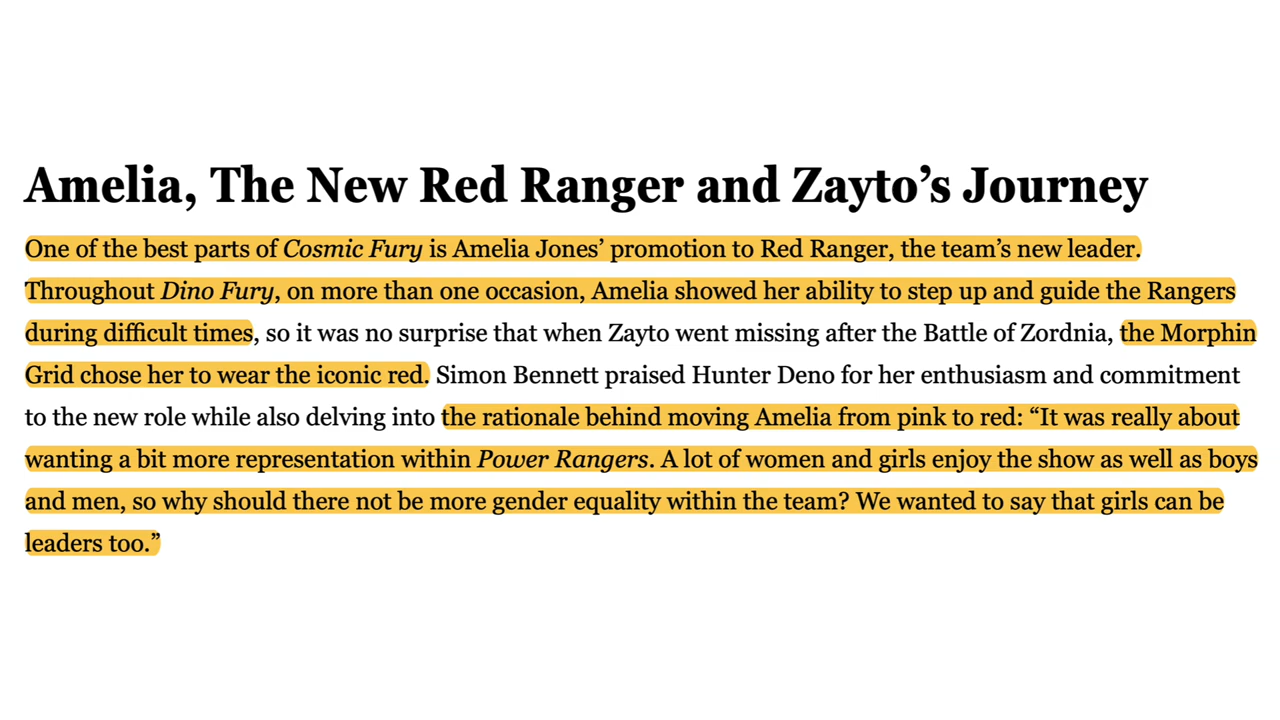 Amelia, The New Red Ranger and Zayto’s Journey
One of the best parts of Cosmic Fury is Amelia Jones’ promotion to Red Ranger, the team’s new leader.
Throughout Dino Fury, on more than one occasion, Amelia showed her ability to step up and guide the Rangers
during difficult times, so it was no surprise that when Zayto went missing after the Battle of Zordnia, the Morphin
Grid chose her to wear the iconic red. Simon Bennett praised Hunter Deno for her enthusiasm and commitment
to the new role while also delving into the rationale behind moving Amelia from pink to red: “It was really about
wanting a bit more representation within Power Rangers. A lot of women and girls enjoy the show as well as boys
and men, so why should there not be more gender equality within the team? We wanted to say that girls can be
leaders too.”